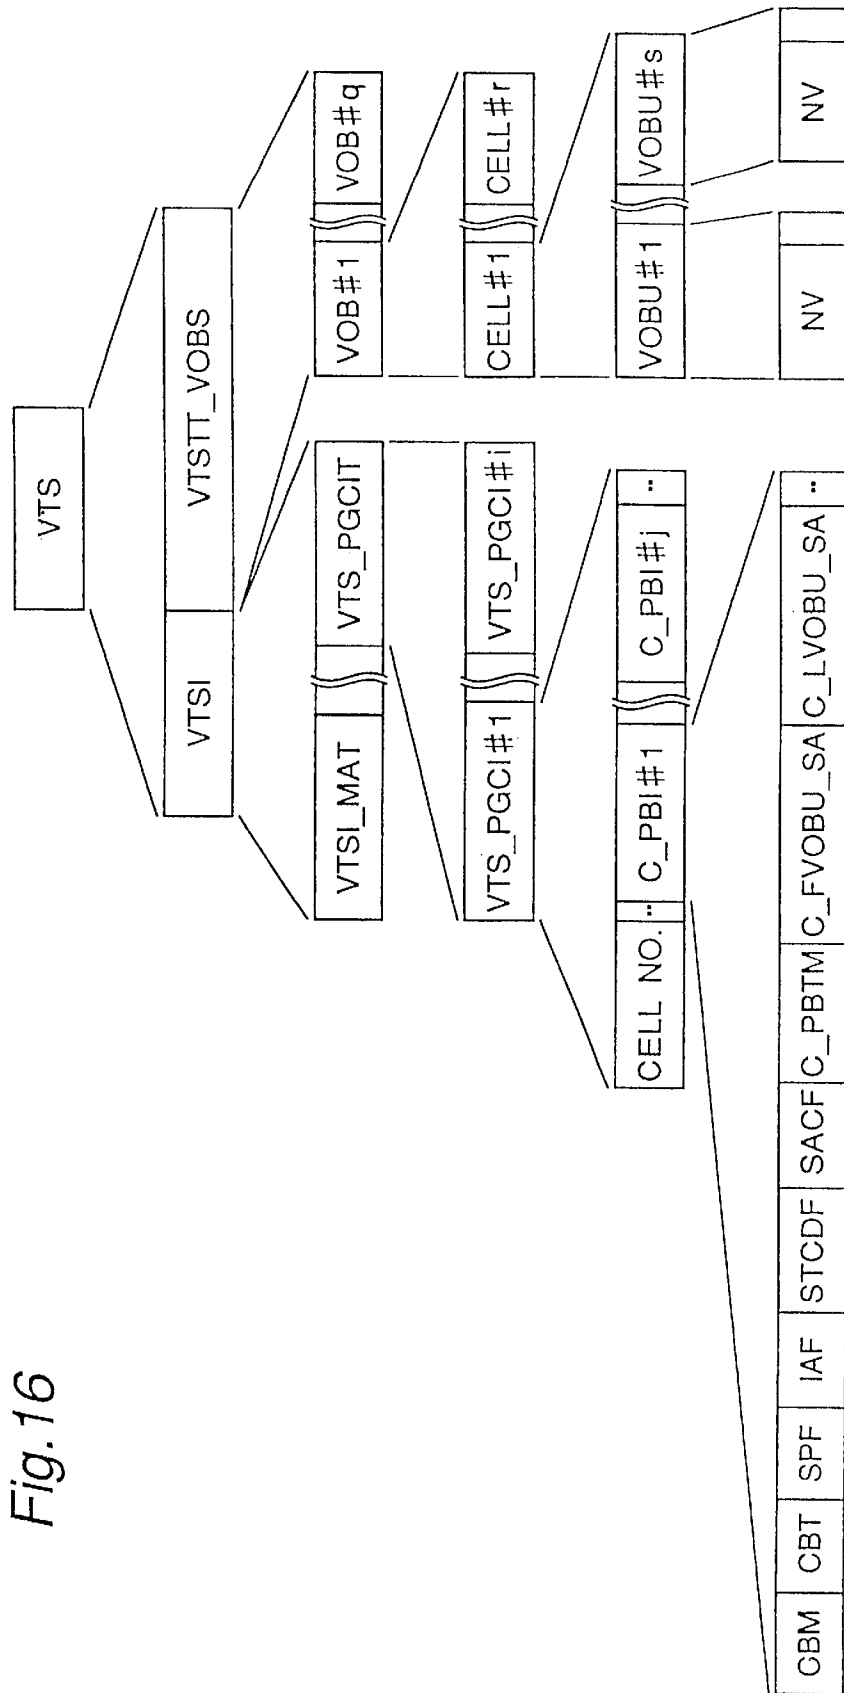 Fig.16
VTS
VTSI VTSTT_VOBS
VTSI_MAT VTS_PGCIT VOB#1 VOB#q
VTS_PGCI#1 VTS_PGCI#i CELL#1 CELL#r
CELL NO. .. C_PBI#1 C_PBI#j .. VOBU#1 VOBU#s
CBM CBT SPF IAF STCDF SACF C_PBTM C_FVOBU_SA C_LVOBU_SA .. NV NV